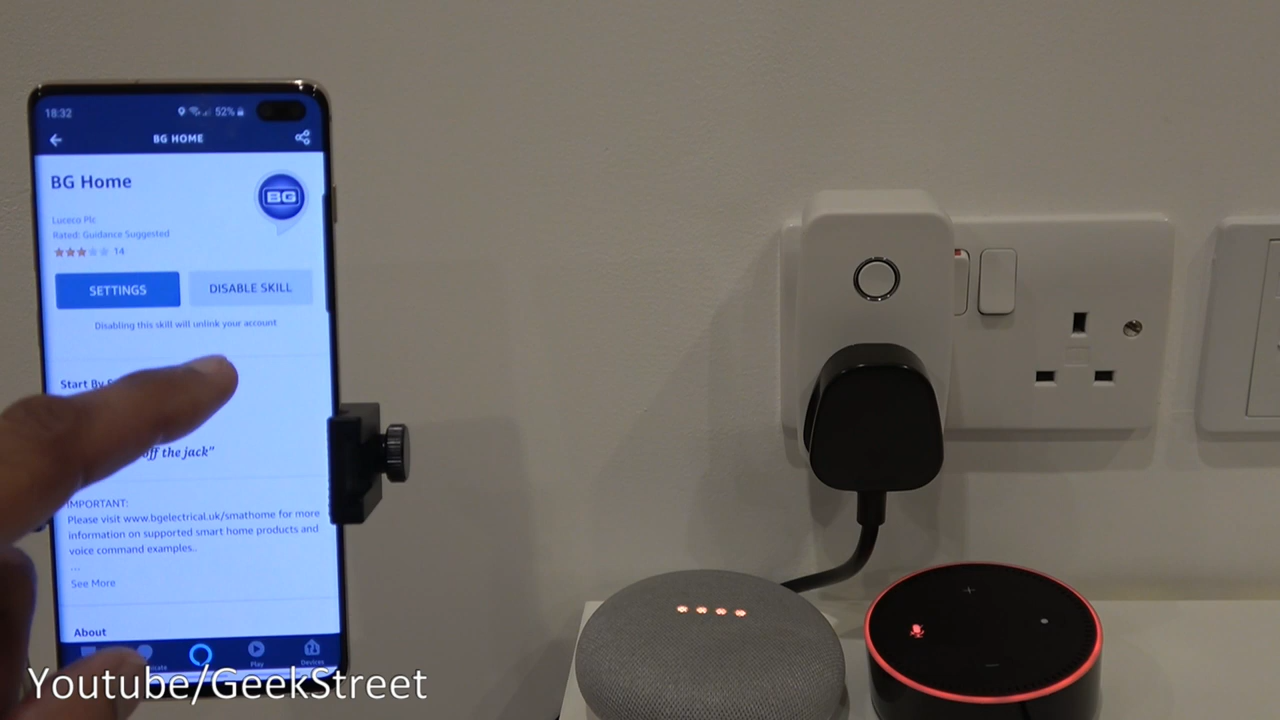 18:32
52%
BG HOME
BG Home
BG
Luceco Plc
Rated: Guidance Suggested
14
SETTINGS
DISABLE SKILL
Disabling this skill will unlink your account
Start By
off the jack"
IMPORTANT:
Please visit www.bgelectrical.uk/smathome for more
information on supported smart home products and
voice command examples..
...
See More
About
Play
Devices
Youtube/GeekStreet